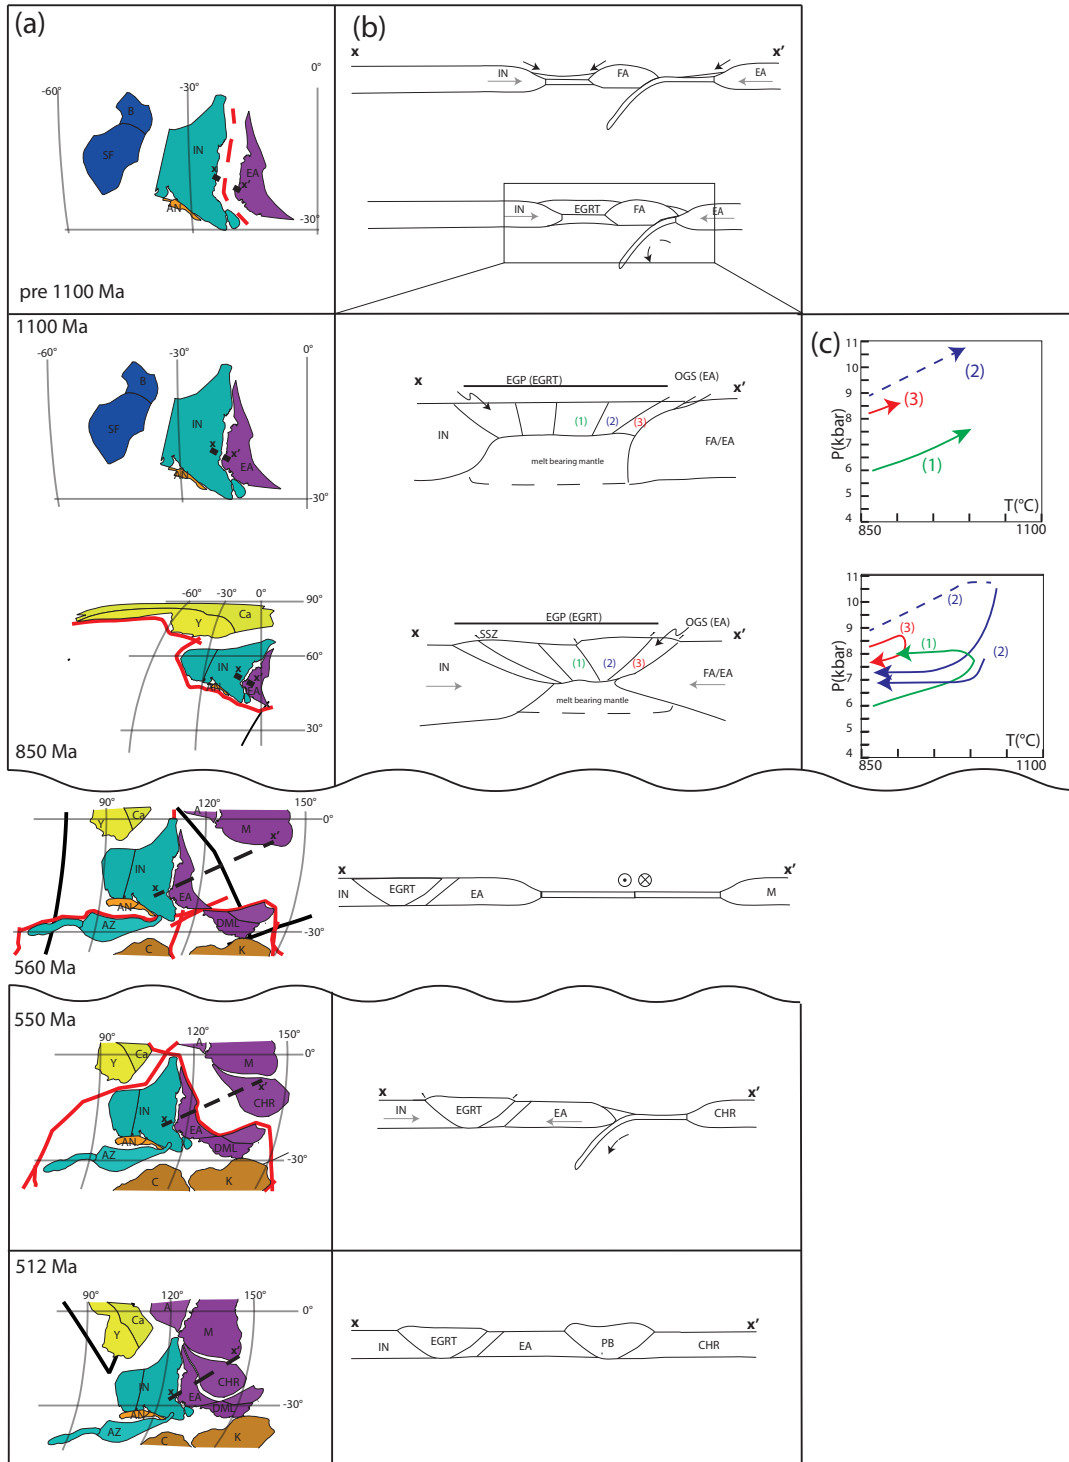 (a)
(b)
x
x'
0°
-30°
-60°
IN
FA
EA
B
SF
IN
x
x'
EA
AN
-30°
IN
EGRT
FA
EA
pre 1100 Ma
1100 Ma
-60°
-30°
0°
B
SF
IN
x
x'
EA
AN
-30°
x
EGP (EGRT)
OGS (EA)
x'
IN
(1)
(2)
(3)
FA/EA
melt bearing mantle
(c)
11
10
9
8
7
6
5
4
P(kbar)
(2)
(3)
(1)
T(°C)
850
1100
-60°
-30°
0°
90°
Ca
Y
60°
IN
x
x'
AN
EA
30°
850 Ma
EGP (EGRT)
x
SSZ
OGS (EA)
x'
IN
(1)
(2)
(3)
FA/EA
melt bearing mantle
11
10
9
8
7
6
5
4
P(kbar)
(2)
(3)
(1)
(2)
T(°C)
850
1100
90°
120°
150°
A
Ca
Y
M
0°
x'
IN
x
EA
AN
AZ
DML
-30°
C
K
560 Ma
x
x'
IN
EGRT
EA
M
550 Ma
90°
120°
150°
A
Ca
Y
M
0°
x'
CHR
IN
x
EA
AN
AZ
DML
-30°
C
K
x
x'
IN
EGRT
EA
CHR
512 Ma
90°
120°
150°
A
Ca
Y
M
0°
x'
IN
x
CHR
EA
AN
DML
-30°
AZ
C
K
x
x'
IN
EGRT
EA
PB
CHR